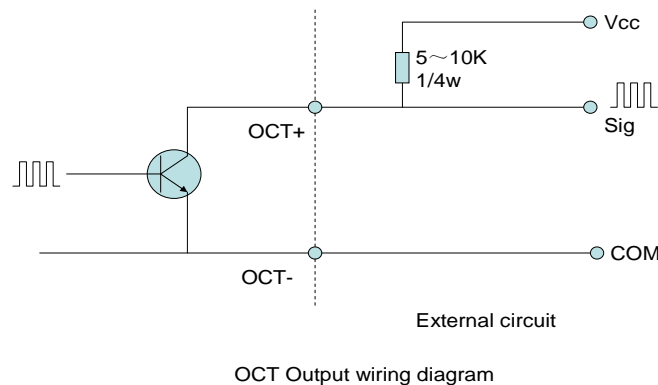 Vcc
5～10K
1/4w
OCT+
Sig
OCT-
COM
External circuit
OCT Output wiring diagram